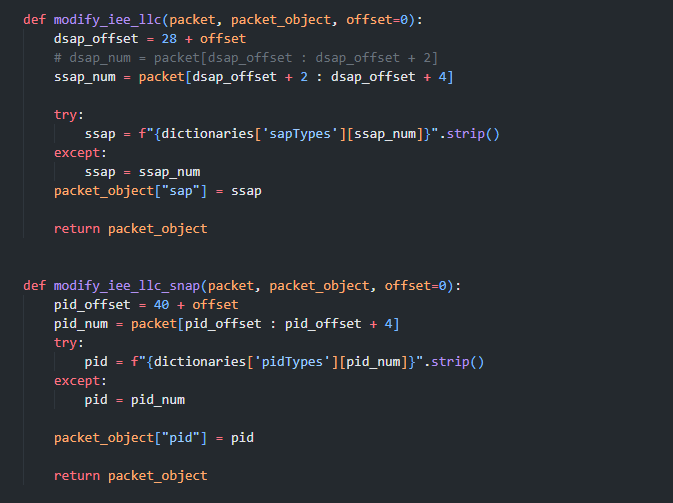 def modify_iee_llc(packet, packet_object, offset=0):
    dsap_offset = 28 + offset
    # dsap_num = packet[dsap_offset : dsap_offset + 2]
    ssap_num = packet[dsap_offset + 2 : dsap_offset + 4]
    try:
        ssap = f"{dictionaries['sapTypes'][ssap_num]}".strip()
    except:
        ssap = ssap_num
    packet_object["sap"] = ssap
    return packet_object
def modify_iee_llc_snap(packet, packet_object, offset=0):
    pid_offset = 40 + offset
    pid_num = packet[pid_offset : pid_offset + 4]
    try:
        pid = f"{dictionaries['pidTypes'][pid_num]}".strip()
    except:
        pid = pid_num
    packet_object["pid"] = pid
    return packet_object